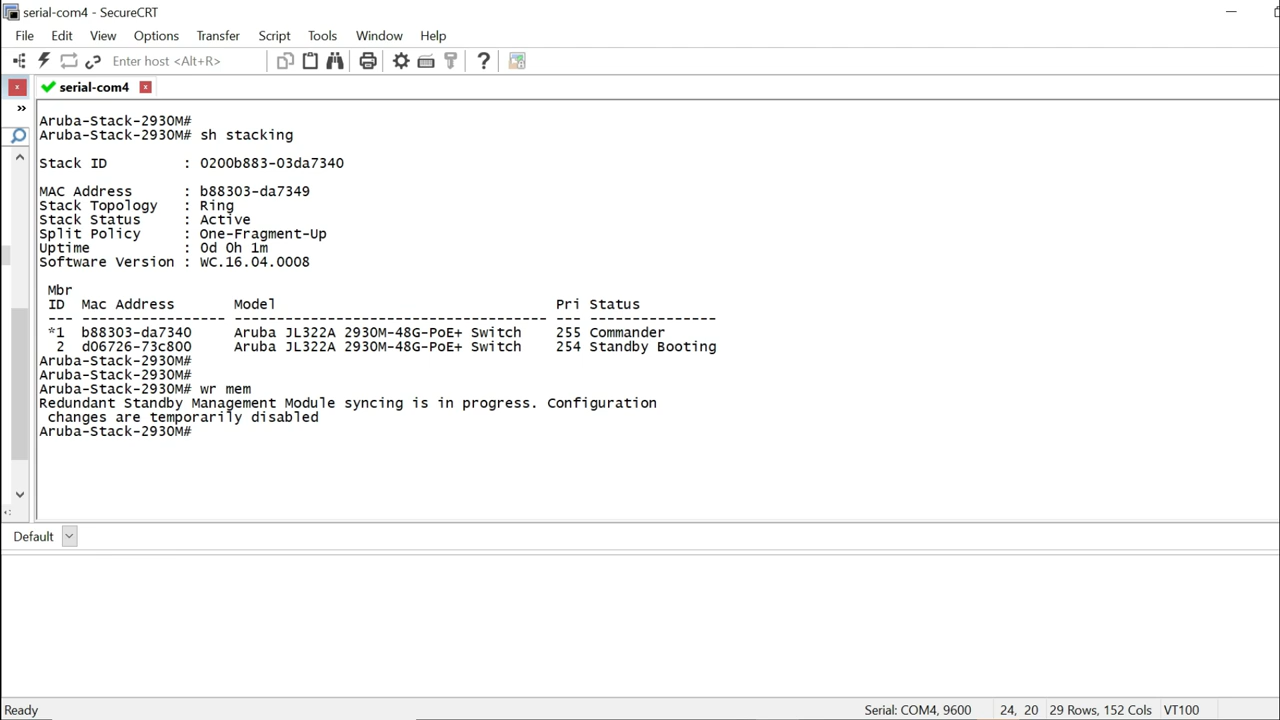 serial-com4 - SecureCRT
File Edit View Options Transfer Script Tools Window Help
Enter host <Alt+R>
serial-com4
Aruba-Stack-2930M#
Aruba-Stack-2930M# sh stacking
Stack ID : 0200b883-03da7340
MAC Address : b88303-da7349
Stack Topology : Ring
Stack Status : Active
Split Policy : One-Fragment-Up
Uptime : 0d 0h 1m
Software Version : WC.16.04.0008
Mbr
ID Mac Address Model Pri Status
--- ----------------- ------------------------------------- --- ---------------
*1 b88303-da7340 Aruba JL322A 2930M-48G-PoE+ Switch 255 Commander
2 d06726-73c800 Aruba JL322A 2930M-48G-PoE+ Switch 254 Standby Booting
Aruba-Stack-2930M#
Aruba-Stack-2930M#
Aruba-Stack-2930M# wr mem
Redundant Standby Management Module syncing is in progress. Configuration
changes are temporarily disabled
Aruba-Stack-2930M#
Default
Ready Serial: COM4, 9600 24, 20 29 Rows, 152 Cols VT100